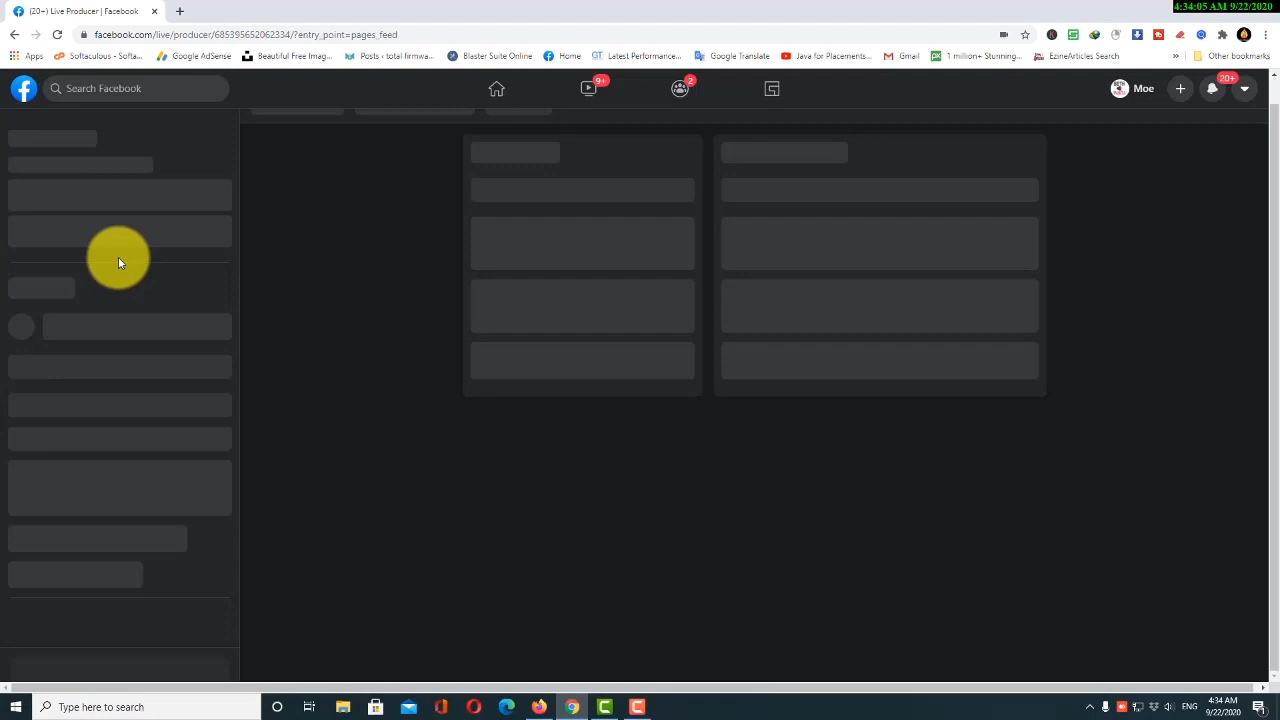 4:34:05 AM 9/22/2020
(20+) Live Producer | Facebook
facebook.com/live/producer/685395652062334/?entry_point=pages_feed
Apps
Softaculous - Softa...
Google AdSense
Beautiful Free Imag...
Posts ‹ total firmwa...
Blaster Suite Online
Home
GT
Latest Performance...
Google Translate
Java for Placements...
Gmail
1 million+ Stunning...
EzineArticles Search
»
Other bookmarks
Search Facebook
9+
2
Moe
20+
Type here to search
ENG
4:34 AM
9/22/2020